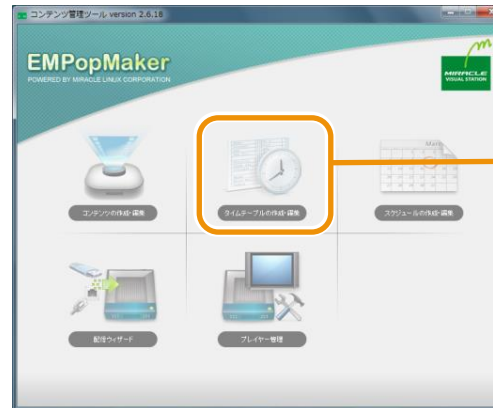 コンテンツ管理ツール version 2.6.16
EMPopMaker
POWERED BY MIRACLE LINUX CORPORATION
MIRACLE
VISUAL STATION
コンテンツの作成・編集
タイムテーブルの作成・編集
スケジュールの作成・編集
配信ウィザード
プレイヤー管理